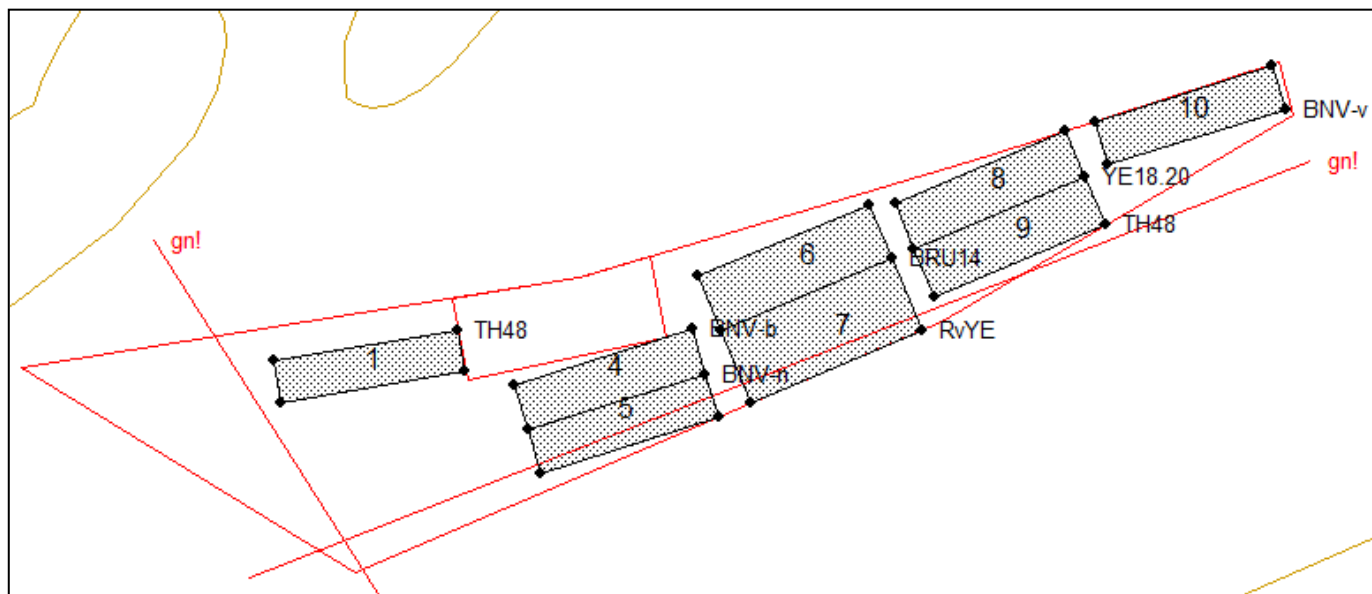 10
BNV-v
gn!
8
YE18.20
9
TH48
gn!
6
BRU14
7
RvYE
TH48
1
BNV-b
4
BNV-n
5